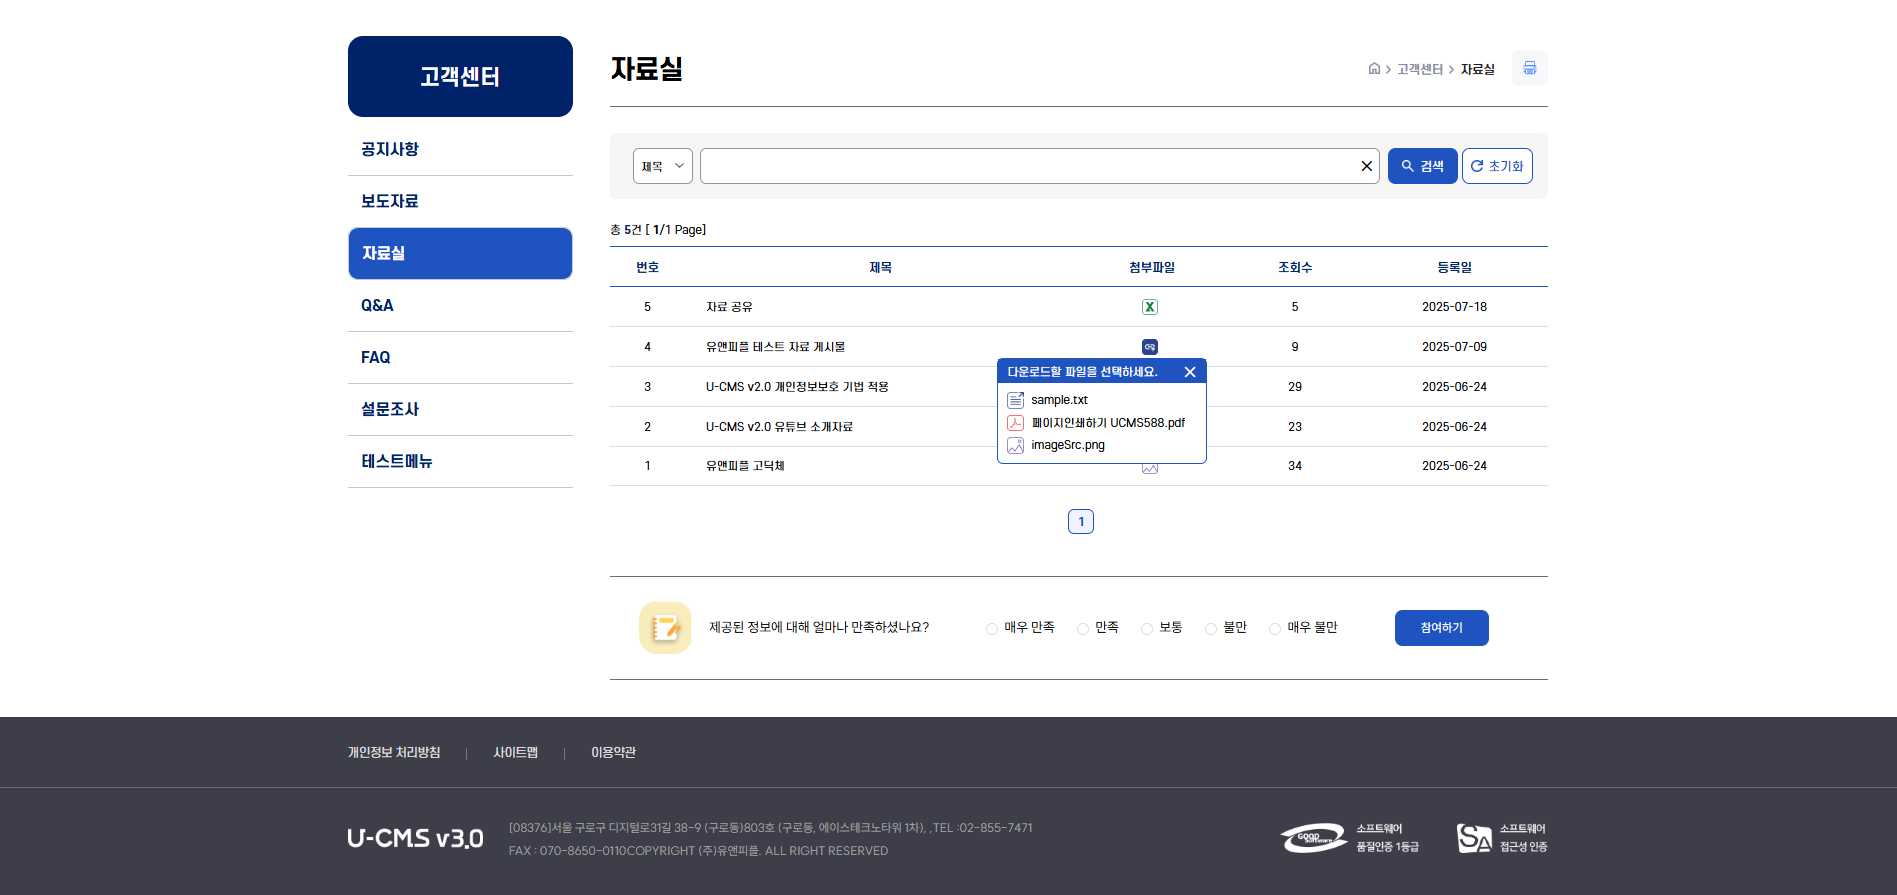 고객센터
공지사항
보도자료
자료실
Q&A
FAQ
설문조사
테스트메뉴
자료실
고객센터 > 자료실
제목
검색
초기화
총 5건 [ 1/1 Page]
번호 제목 첨부파일 조회수 등록일
5 자료 공유 5 2025-07-18
4 유앤피플 테스트 자료 게시물 9 2025-07-09
3 U-CMS v2.0 개인정보보호 기법 적용 29 2025-06-24
2 U-CMS v2.0 유튜브 소개자료 23 2025-06-24
1 유앤피플 고딕체 34 2025-06-24
다운로드할 파일을 선택하세요.
sample.txt
페이지인쇄하기 UCMS588.pdf
imageSrc.png
1
제공된 정보에 대해 얼마나 만족하셨나요? 매우 만족 만족 보통 불만 매우 불만 참여하기
개인정보 처리방침 | 사이트맵 | 이용약관
U-CMS v3.0
[08376]서울 구로구 디지털로31길 38-9 (구로동)803호 (구로동, 에이스테크노타워 1차), ,TEL :02-855-7471
FAX : 070-8650-0110COPYRIGHT (주)유앤피플. ALL RIGHT RESERVED
GOOD Software
소프트웨어
품질인증 1등급
SA
소프트웨어
접근성 인증